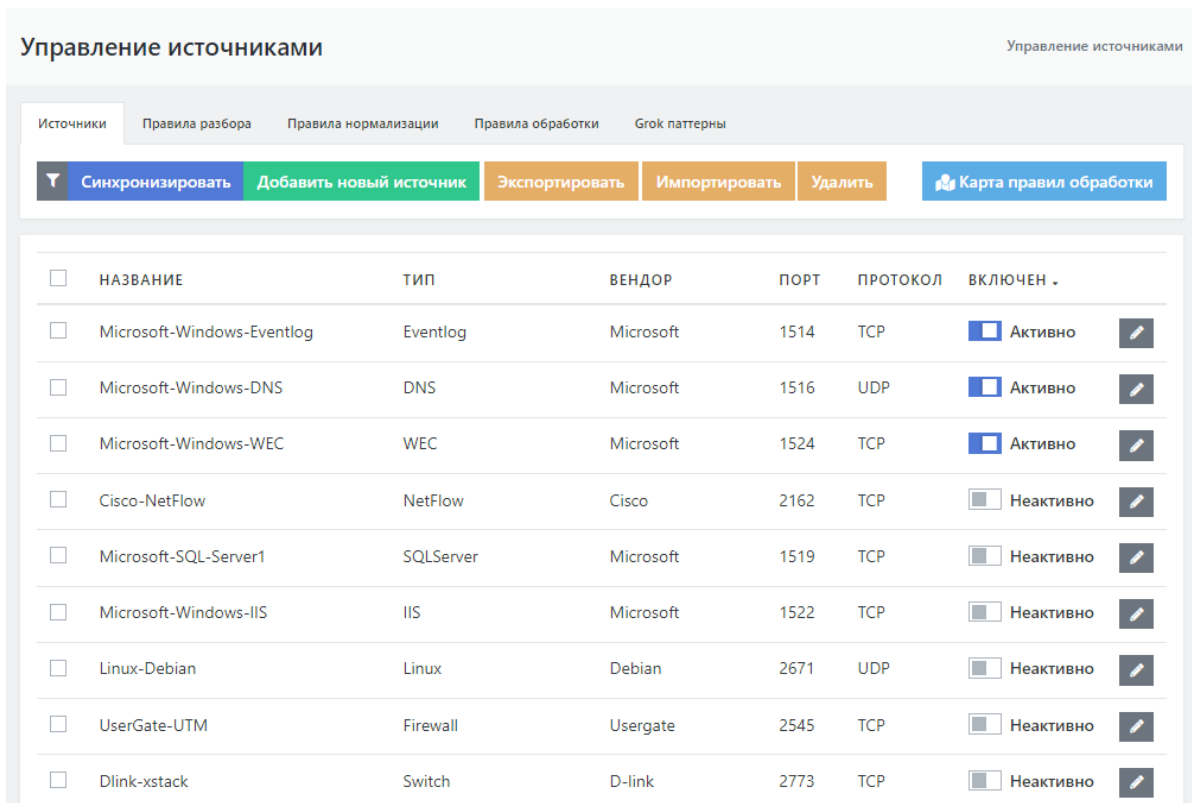 Управление источниками
Управление источниками
Источники Правила разбора Правила нормализации Правила обработки Grok паттерны
Синхронизировать Добавить новый источник Экспортировать Импортировать Удалить Карта правил обработки
НАЗВАНИЕ ТИП ВЕНДОР ПОРТ ПРОТОКОЛ ВКЛЮЧЕН
Microsoft-Windows-Eventlog Eventlog Microsoft 1514 TCP Активно
Microsoft-Windows-DNS DNS Microsoft 1516 UDP Активно
Microsoft-Windows-WEC WEC Microsoft 1524 TCP Активно
Cisco-NetFlow NetFlow Cisco 2162 TCP Неактивно
Microsoft-SQL-Server1 SQLServer Microsoft 1519 TCP Неактивно
Microsoft-Windows-IIS IIS Microsoft 1522 TCP Неактивно
Linux-Debian Linux Debian 2671 UDP Неактивно
UserGate-UTM Firewall Usergate 2545 TCP Неактивно
Dlink-xstack Switch D-link 2773 TCP Неактивно